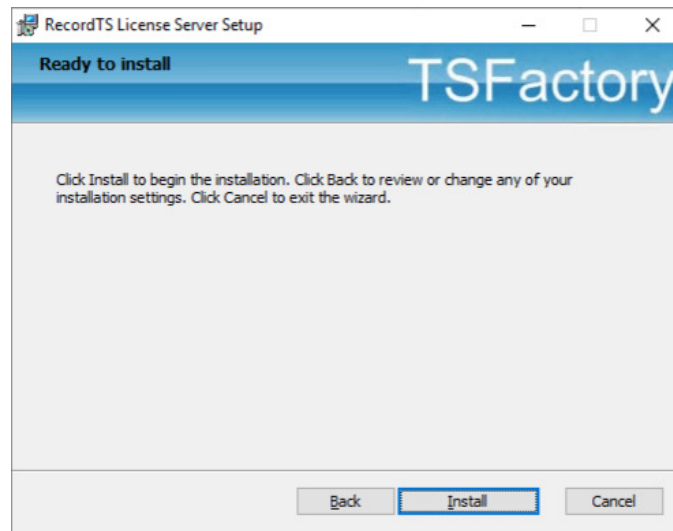 RecordTS License Server Setup
Ready to install
TSFactory
Click Install to begin the installation. Click Back to review or change any of your
installation settings. Click Cancel to exit the wizard.
Back
Install
Cancel